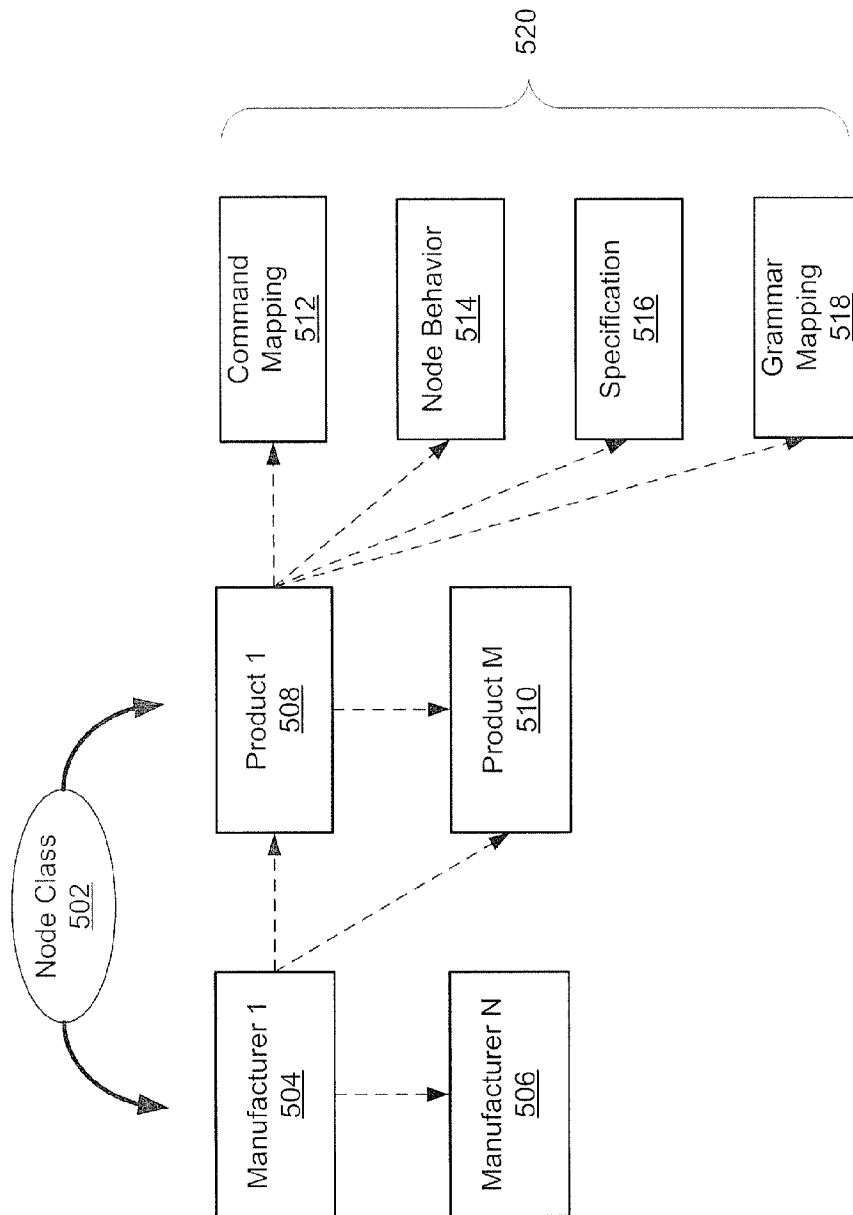 Node Class
502
Manufacturer 1
504
Manufacturer N
506
Product 1
508
Product M
510
Command
Mapping
512
Node Behavior
514
Specification
516
Grammar
Mapping
518
520